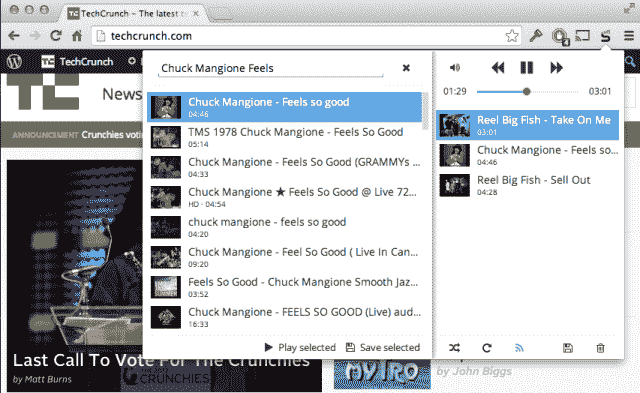 TechCrunch – The latest t
techcrunch.com
TechCrunch
TC
News
ANNOUNCEMENT Crunchies voti
Chuck Mangione Feels
Chuck Mangione - Feels so good
04:46
TMS 1978 Chuck Mangione - Feels So Good
05:14
Chuck Mangione - Feels So Good (GRAMMYs ...
04:33
Chuck Mangione ★ Feels So Good @ Live 72...
HD - 04:54
chuck mangione - feels so good
04:20
Chuck Mangione - Feel So Good ( Live In Can...
09:20
Feels So Good - Chuck Mangione Smooth Jaz...
03:52
Chuck Mangione - FEELS SO GOOD (Live) aud...
16:33
Play selected
Save selected
01:29
03:01
Reel Big Fish - Take On Me
03:01
Chuck Mangione - Feels so...
04:46
Reel Big Fish - Sell Out
04:28
Last Call To Vote For The Crunchies
by Matt Burns
CRUNCHIES
by John Biggs